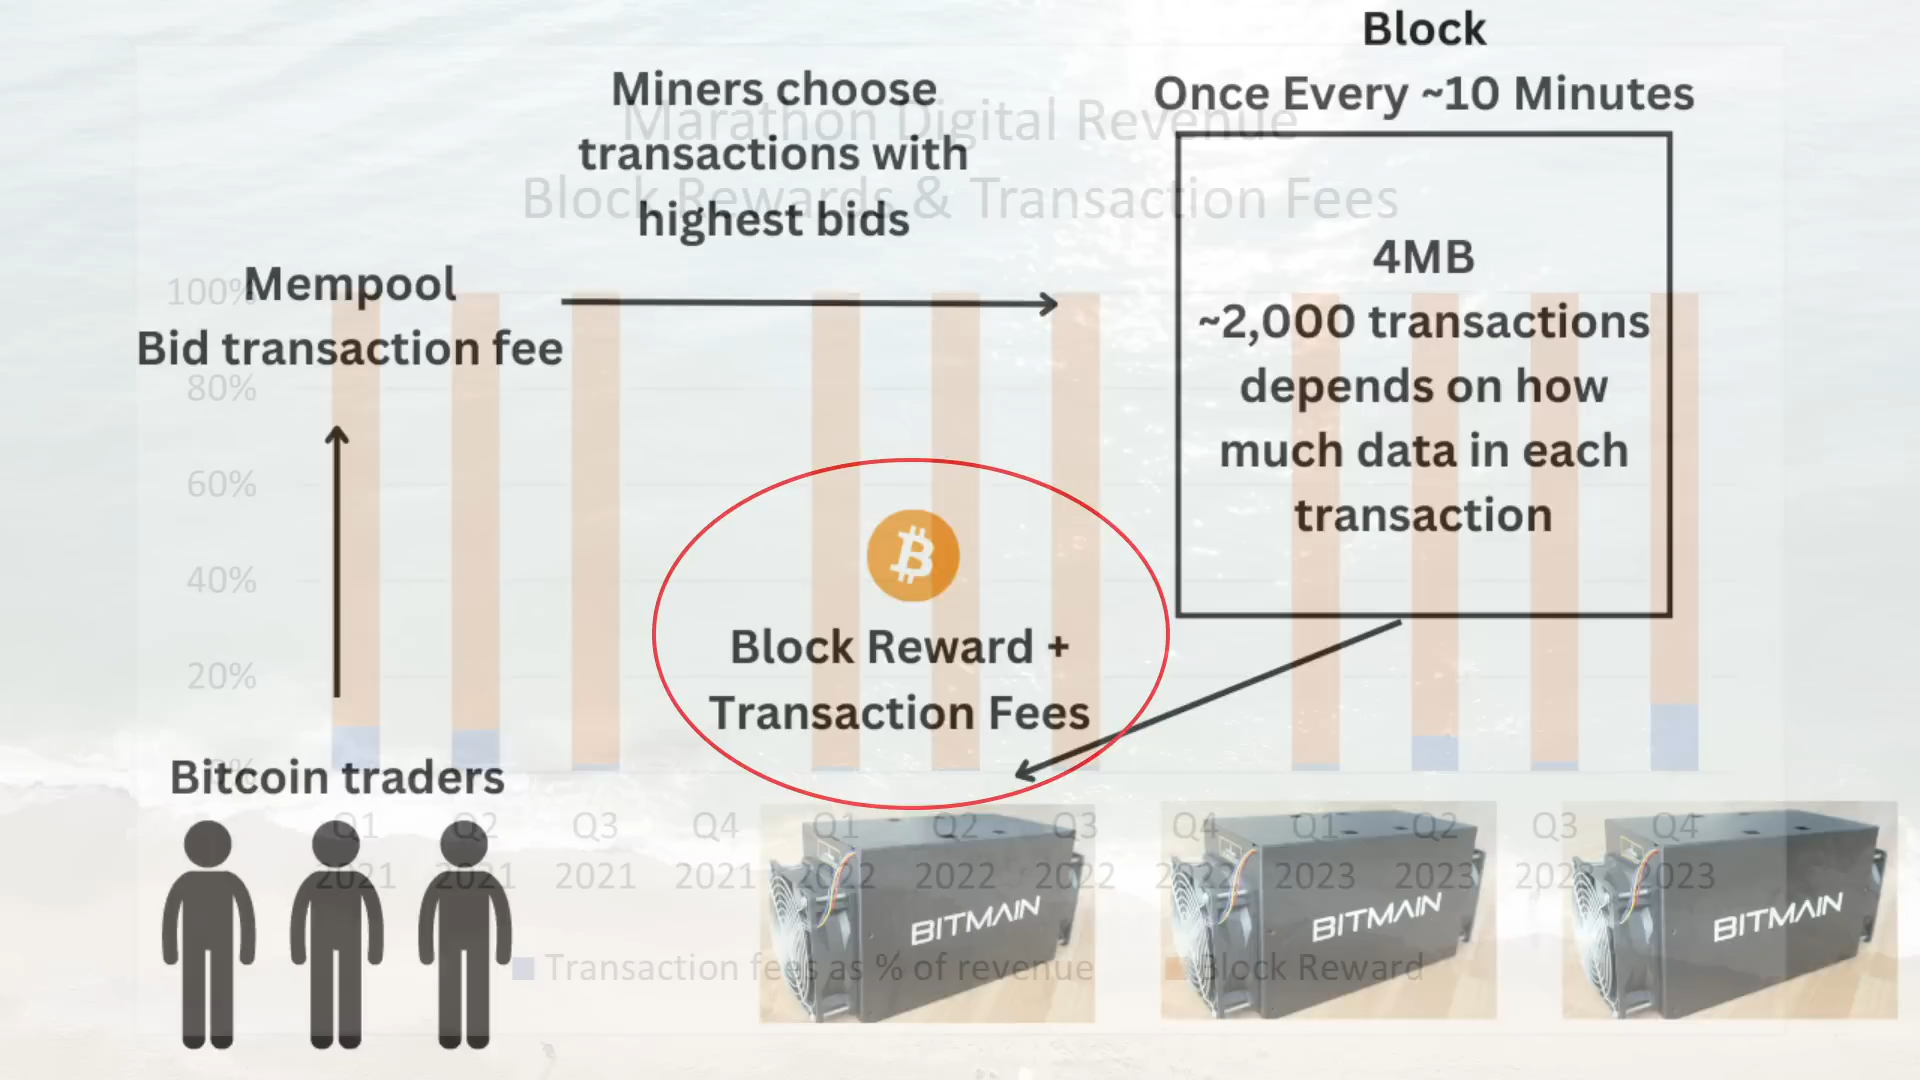 Block
Once Every ~10 Minutes
Miners choose
transactions with
highest bids
Marathon Digital Revenue
Block Rewards & Transaction Fees
Mempool
Bid transaction fee
4MB
~2,000 transactions
depends on how
much data in each
transaction
Block Reward +
Transaction Fees
Bitcoin traders
100%
80%
60%
40%
20%
0%
Q1 2021
Q2 2021
Q3 2021
Q4 2021
Q1 2022
Q2 2022
Q3 2022
Q4 2022
Q1 2023
Q2 2023
Q3 2023
Q4 2023
BITMAIN
BITMAIN
BITMAIN
Transaction fees as % of revenue
Block Reward